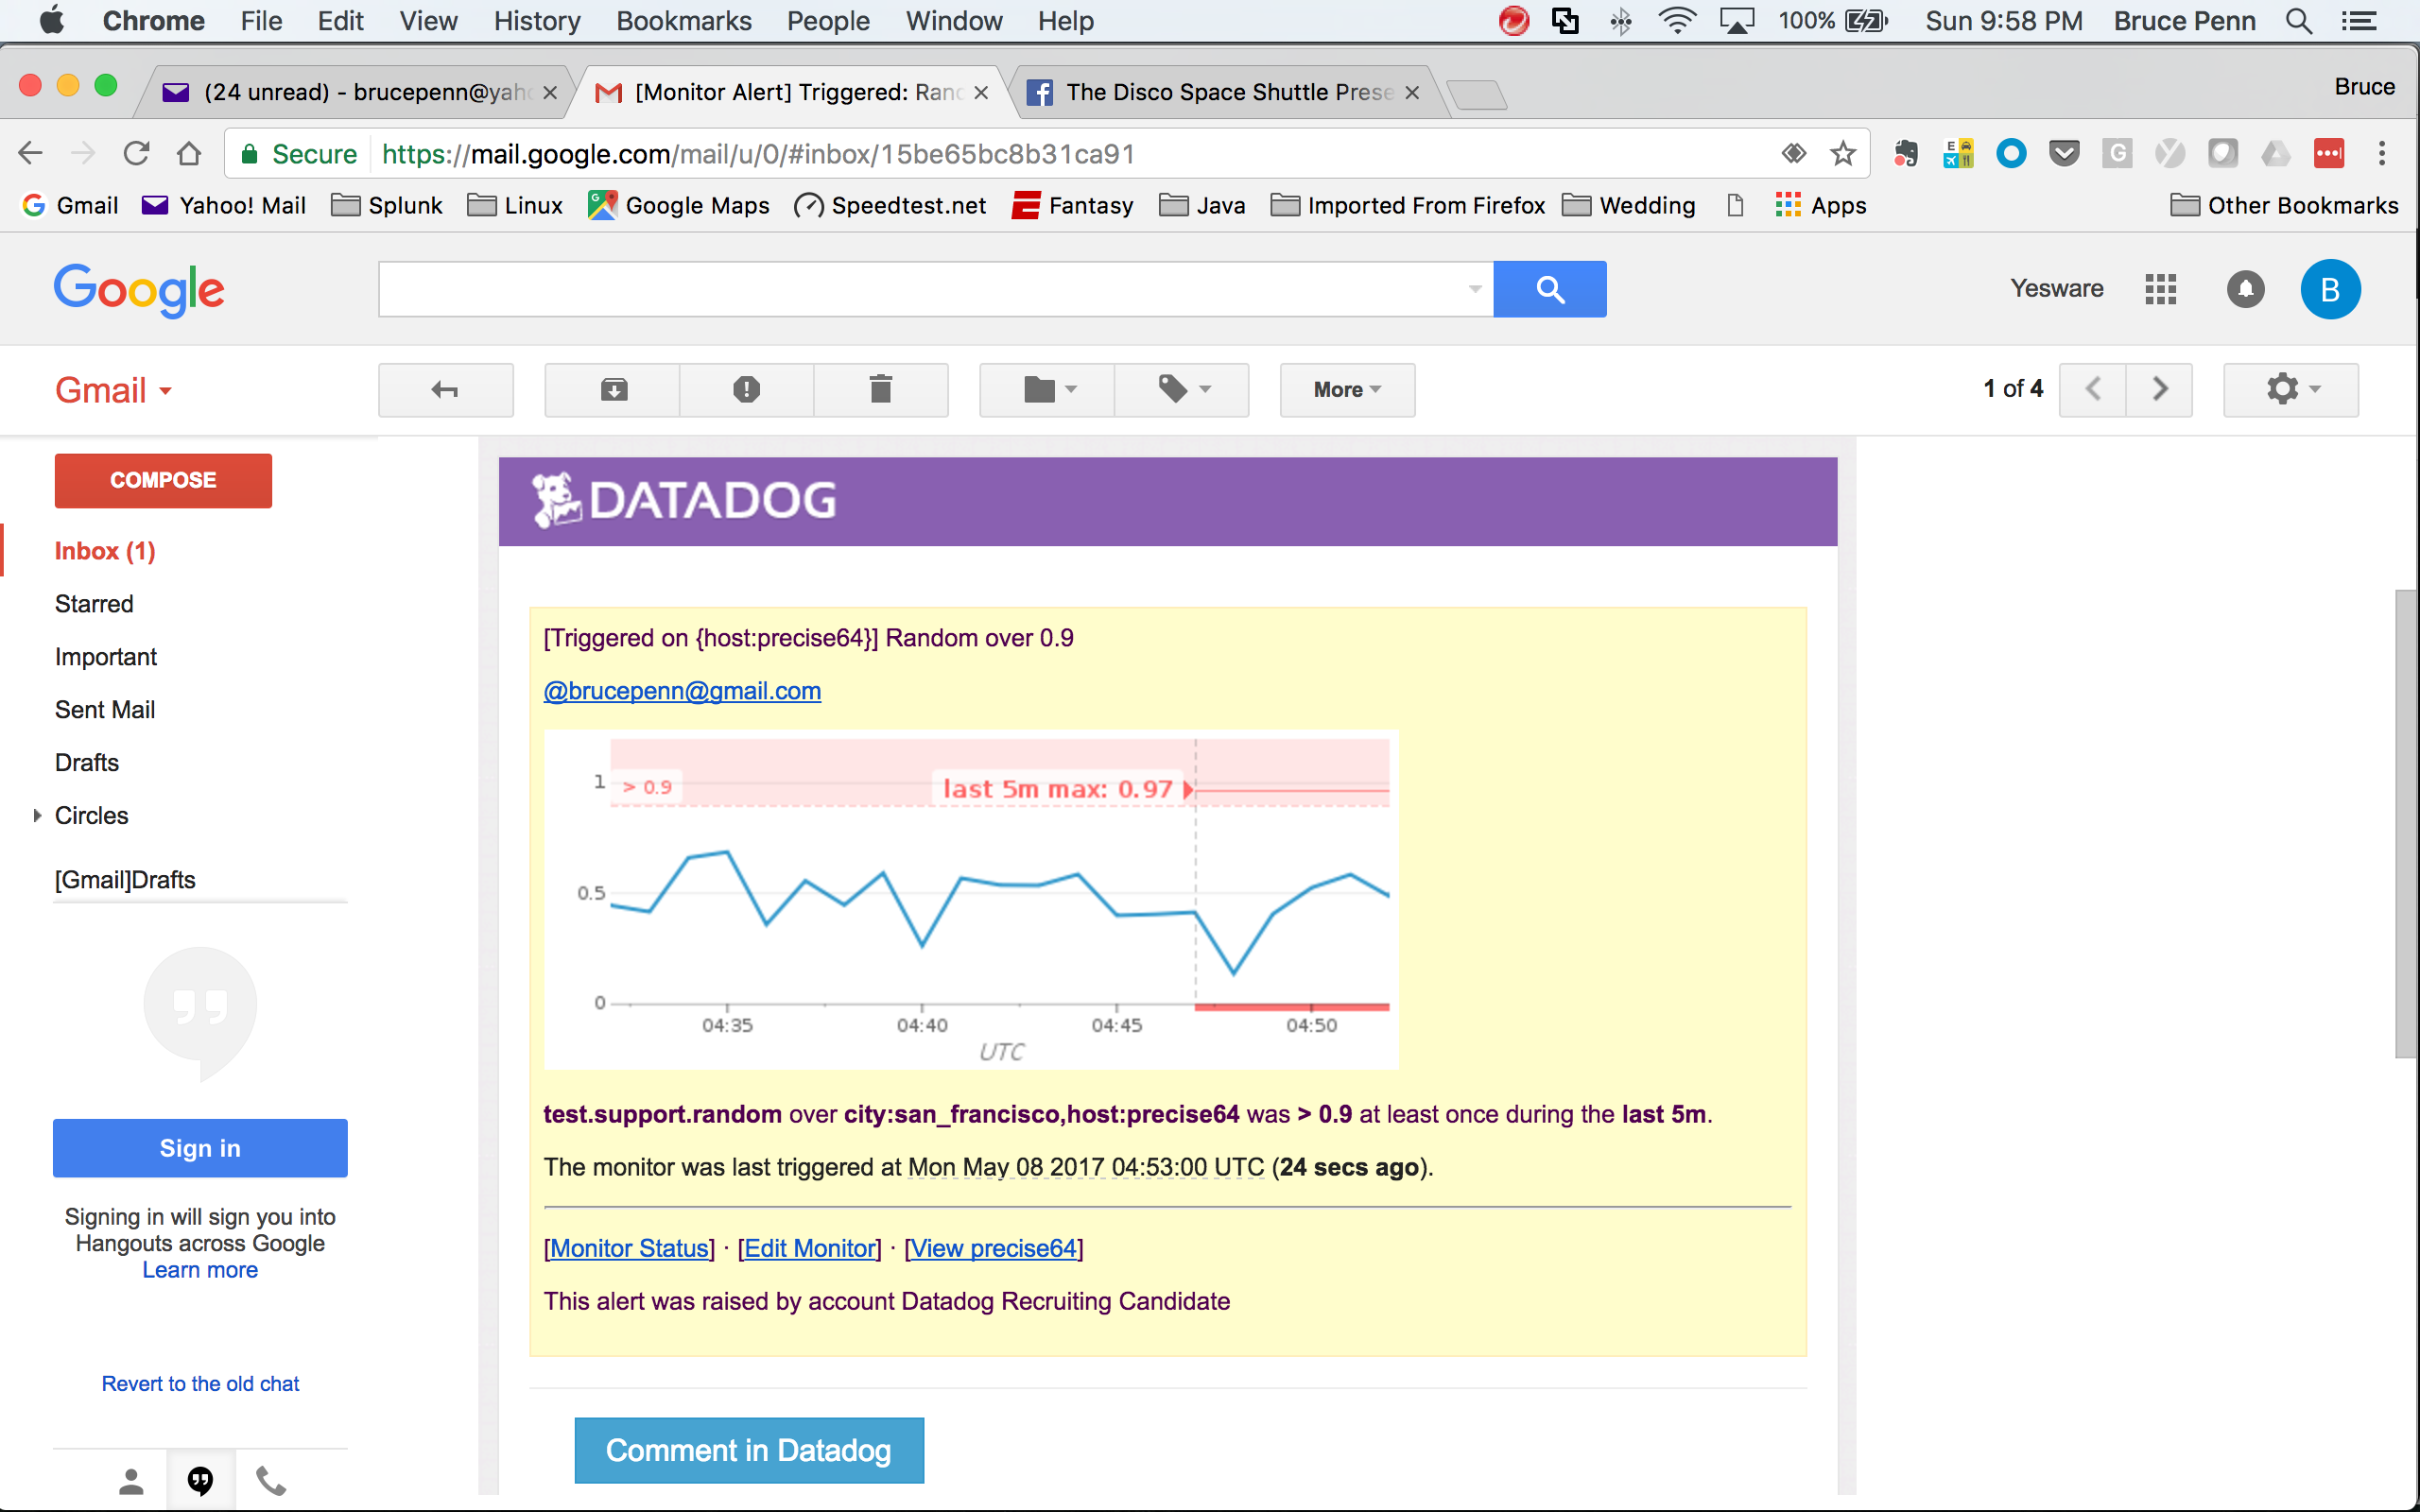 Chrome File Edit View History Bookmarks People Window Help 100% Sun 9:58 PM Bruce Penn
(24 unread) - brucepenn@yaho [Monitor Alert] Triggered: Rand The Disco Space Shuttle Prese Bruce
Secure https://mail.google.com/mail/u/0/#inbox/15be65bc8b31ca91
Gmail Yahoo! Mail Splunk Linux Google Maps Speedtest.net Fantasy Java Imported From Firefox Wedding Apps Other Bookmarks
Google Yesware B
Gmail More 1 of 4
COMPOSE
Inbox (1)
Starred
Important
Sent Mail
Drafts
Circles
[Gmail]Drafts
Sign in
Signing in will sign you into
Hangouts across Google
Learn more
Revert to the old chat
DATADOG
[Triggered on {host:precise64}] Random over 0.9
@brucepenn@gmail.com
1 > 0.9 last 5m max: 0.97
0.5
0
04:35 04:40 04:45 04:50
UTC
test.support.random over city:san_francisco,host:precise64 was > 0.9 at least once during the last 5m.
The monitor was last triggered at Mon May 08 2017 04:53:00 UTC (24 secs ago).
[Monitor Status] · [Edit Monitor] · [View precise64]
This alert was raised by account Datadog Recruiting Candidate
Comment in Datadog